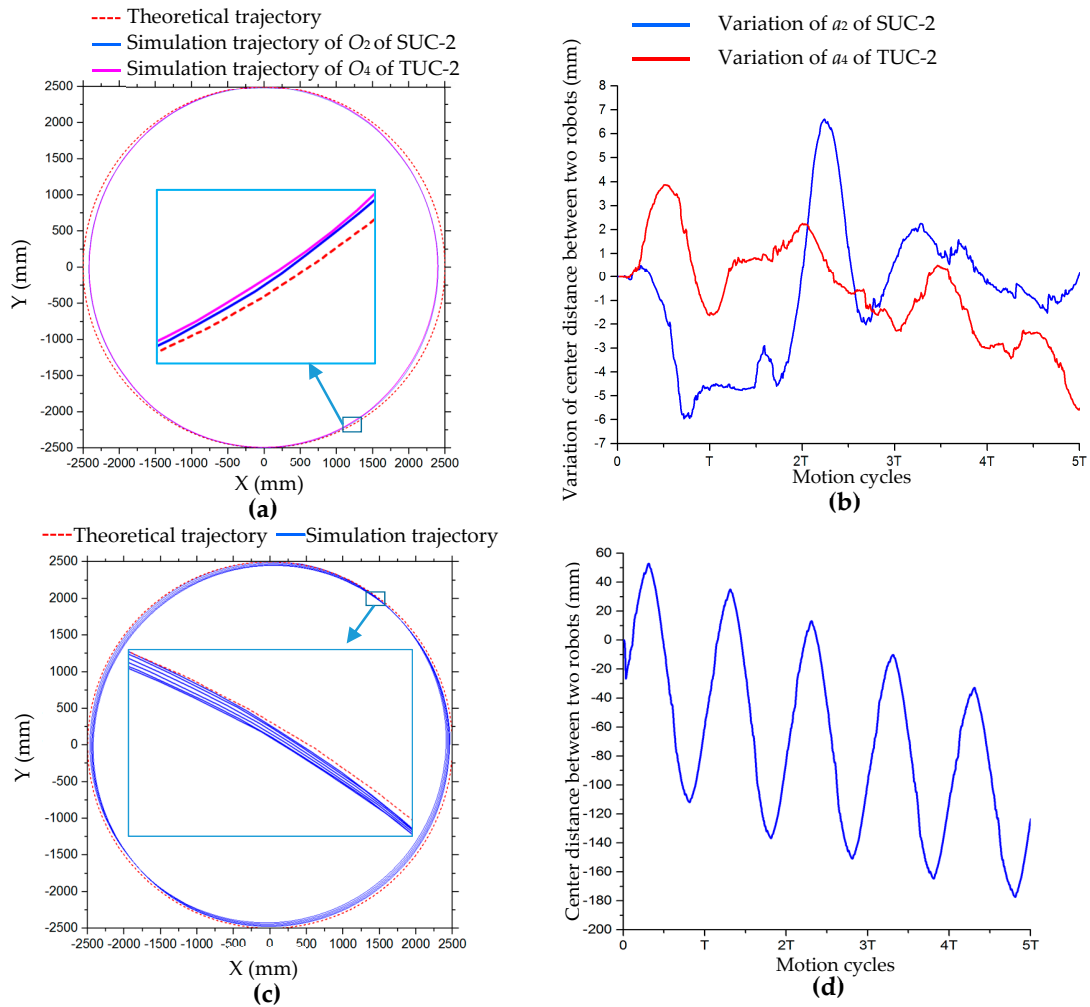 Theoretical trajectory
Simulation trajectory of O2 of SUC-2
Simulation trajectory of O4 of TUC-2
2500
2000
1500
1000
500
0
-500
-1000
-1500
-2000
-2500
Y (mm)
-2500 -2000 -1500 -1000 -500 0 500 1000 1500 2000 2500
X (mm)
(a)
Variation of a2 of SUC-2
Variation of a4 of TUC-2
Variation of center distance between two robots (mm)
8
7
6
5
4
3
2
1
0
-1
-2
-3
-4
-5
-6
-7
0 T 2T 3T 4T 5T
Motion cycles
(b)
Theoretical trajectory Simulation trajectory
2500
2000
1500
1000
500
0
-500
-1000
-1500
-2000
-2500
Y (mm)
-2500 -2000 -1500 -1000 -500 0 500 1000 1500 2000 2500
X (mm)
(c)
Center distance between two robots (mm)
60
40
20
0
-20
-40
-60
-80
-100
-120
-140
-160
-180
-200
0 T 2T 3T 4T 5T
Motion cycles
(d)